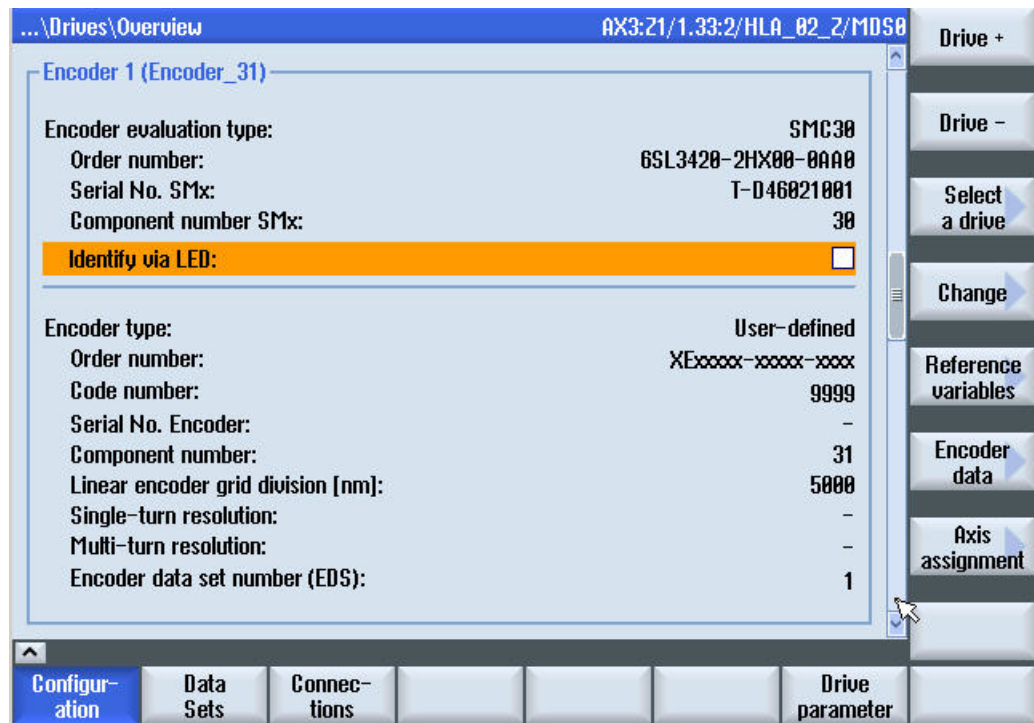 ...\Drives\Overview AX3:Z1/1.33:2/HLA_02_Z/MDS0
Encoder 1 (Encoder_31)
Encoder evaluation type: SMC30
Order number: 6SL3420-2HX00-0AA0
Serial No. SMx: T-D46021001
Component number SMx: 30
Identify via LED:
Encoder type: User-defined
Order number: XExxxxx-xxxxx-xxxx
Code number: 9999
Serial No. Encoder: -
Component number: 31
Linear encoder grid division [nm]: 5000
Single-turn resolution: -
Multi-turn resolution: -
Encoder data set number (EDS): 1
Drive +
Drive -
Select
a drive
Change
Reference
variables
Encoder
data
Axis
assignment
Configur-
ation
Data
Sets
Connec-
tions
Drive
parameter